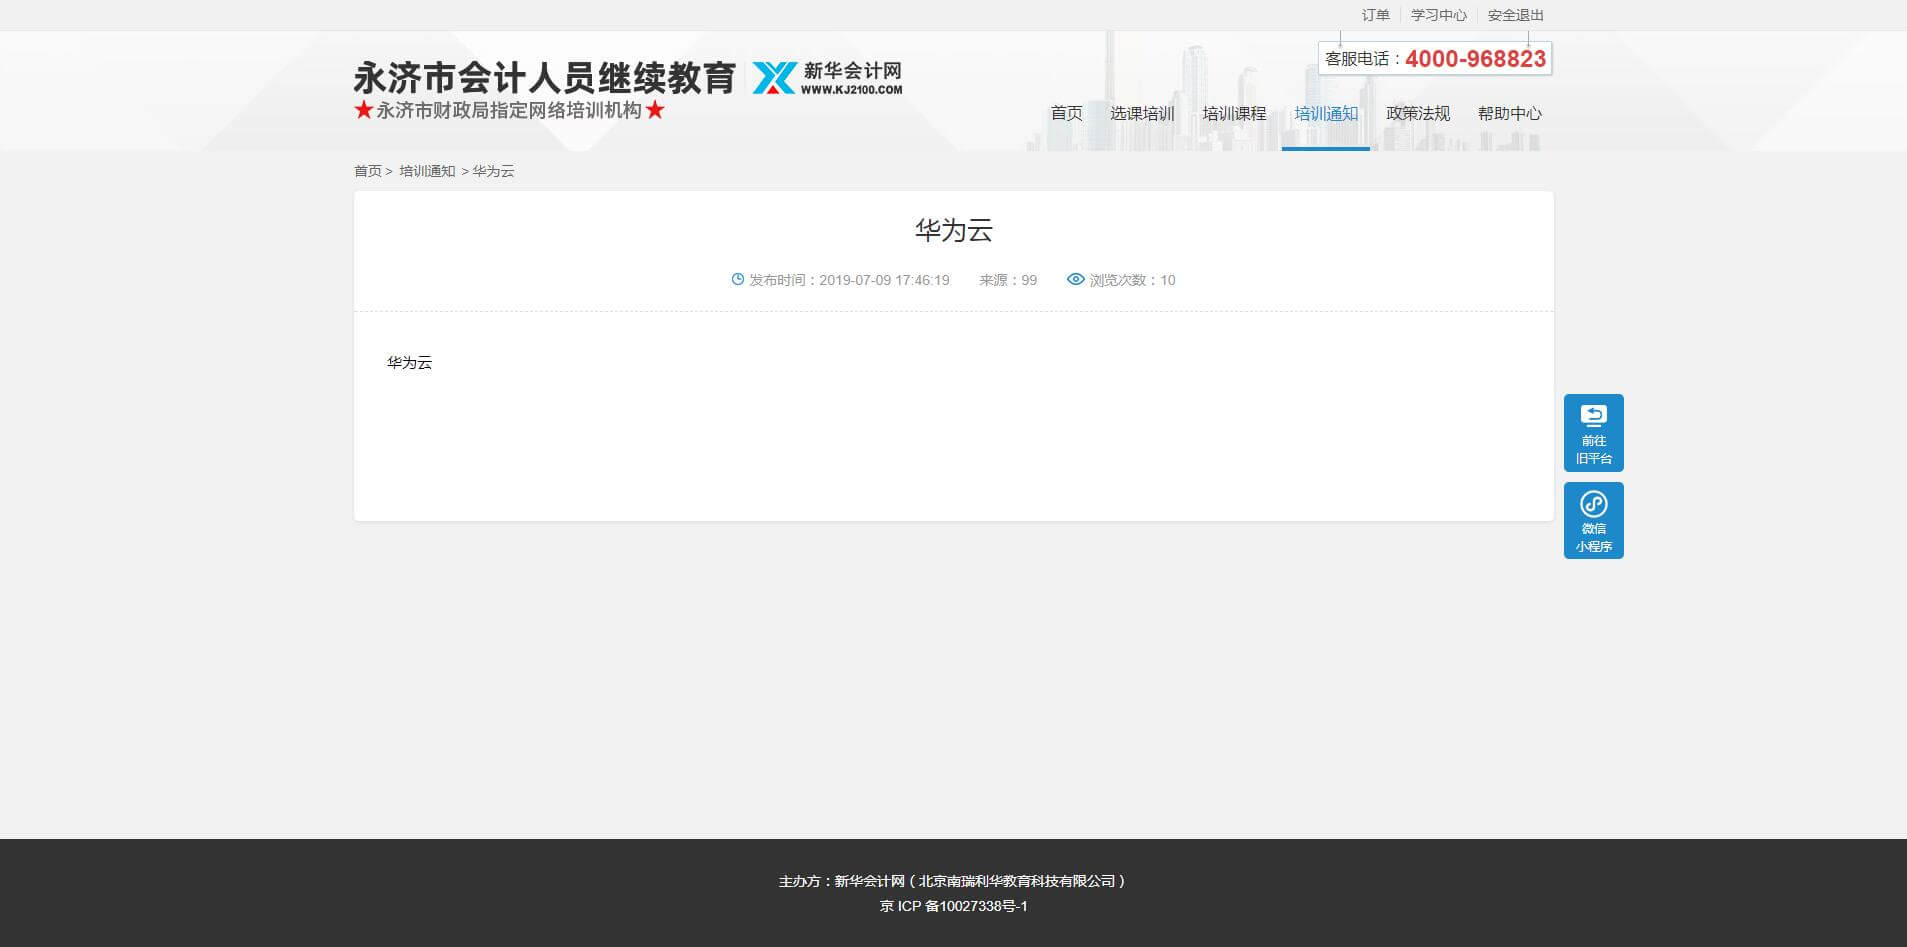 订单 学习中心 安全退出
客服电话：4000-968823
永济市会计人员继续教育 新华会计网
WWW.KJ2100.COM
★永济市财政局指定网络培训机构★
首页 选课培训 培训课程 培训通知 政策法规 帮助中心
首页 > 培训通知 > 华为云
华为云
发布时间：2019-07-09 17:46:19 来源：99 浏览次数：10
华为云
前往
旧平台
微信
小程序
主办方：新华会计网（北京南瑞利华教育科技有限公司）
京 ICP 备10027338号-1